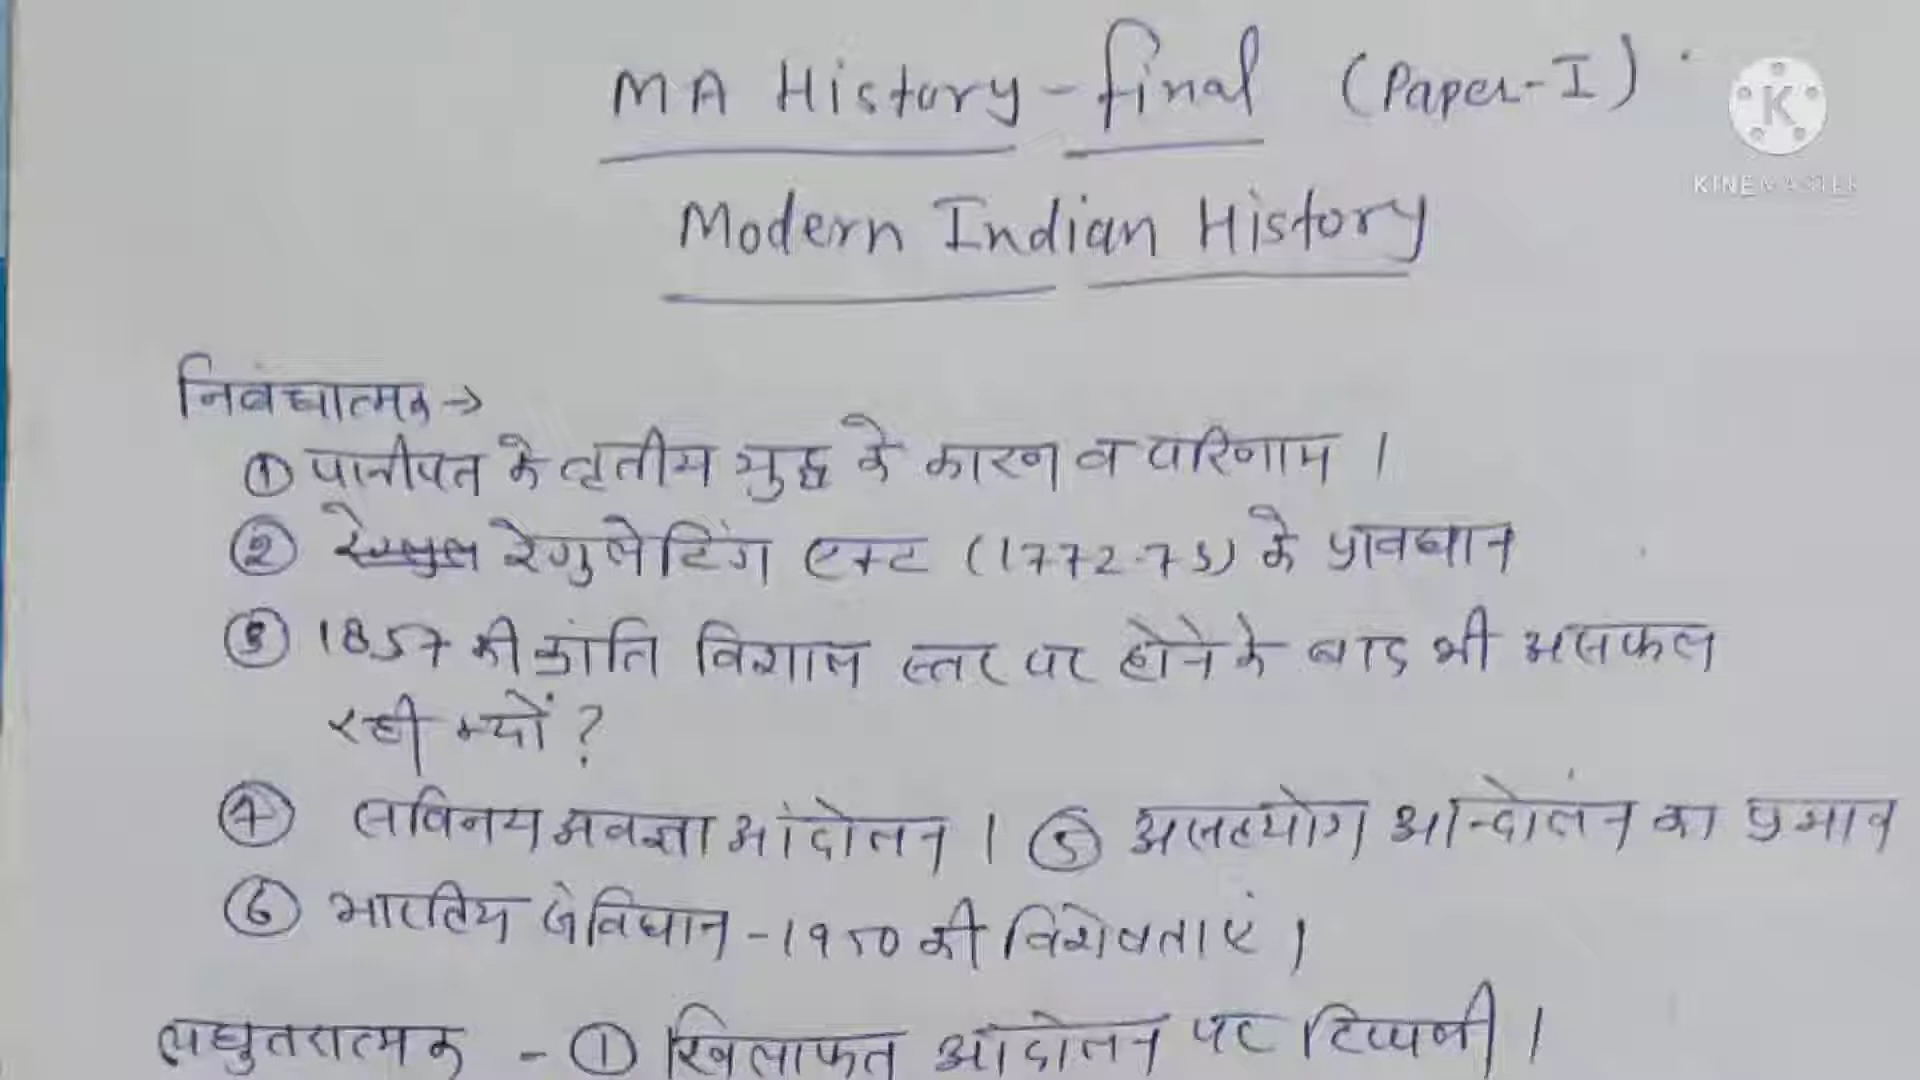 MA History - final (Paper-I)
KINEMASTER
Modern Indian History
निबंधात्मक →
① पानीपत के तृतीय युद्ध के कारण व परिणाम ।
② रेगुलेटिंग एक्ट (1772-73) के प्रावधान
③ 1857 की क्रांति विशाल स्तर पर होने के बाद भी असफल
रही क्यों ?
④ सविनय अवज्ञा आंदोलन । ⑤ असहयोग आन्दोलन का प्रभाव
⑥ भारतिय संविधान - 1950 की विशेषताएं ।
लघुतरात्मक - ① खिलाफत आंदोलन पर टिप्पणी ।